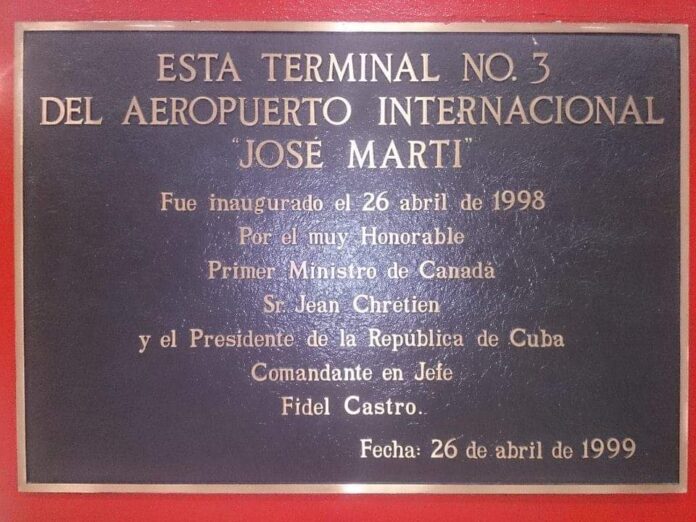 ESTA TERMINAL NO. 3
DEL AEROPUERTO INTERNACIONAL
"JOSÉ MARTI"
Fue inaugurado el 26 abril de 1998
Por el muy Honorable
Primer Ministro de Canadá
Sr. Jean Chretien
y el Presidente de la República de Cuba
Comandante en Jefe
Fidel Castro.
Fecha: 26 de abril de 1999